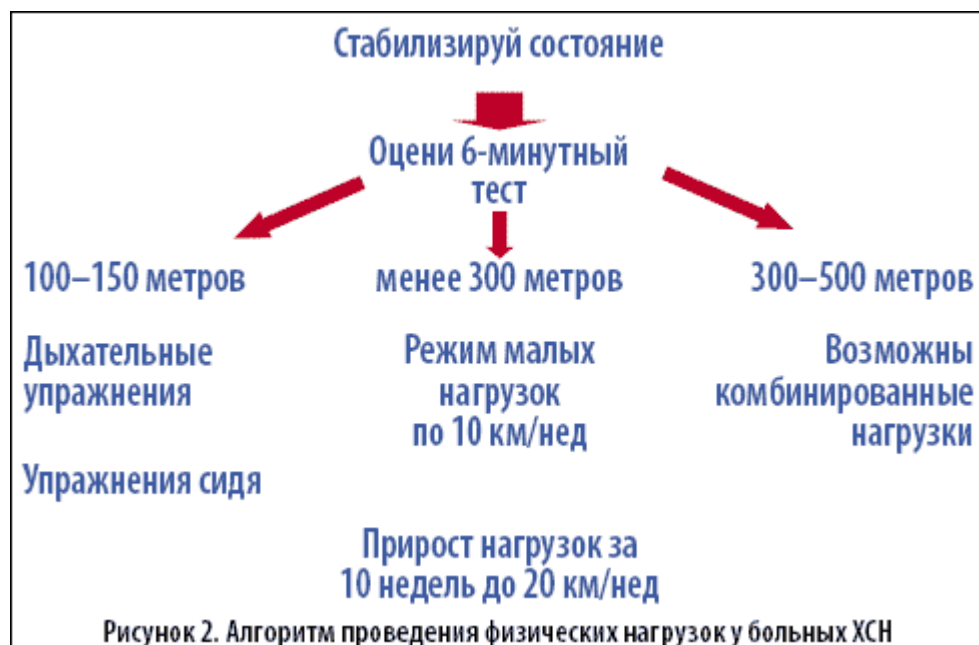 Стабилизируй состояние
Оцени 6-минутный
тест
100–150 метров
Дыхательные
упражнения
Упражнения сидя
менее 300 метров
Режим малых
нагрузок
по 10 км/нед
Прирост нагрузок за
10 недель до 20 км/нед
300–500 метров
Возможны
комбинированные
нагрузки
Рисунок 2. Алгоритм проведения физических нагрузок у больных ХСН